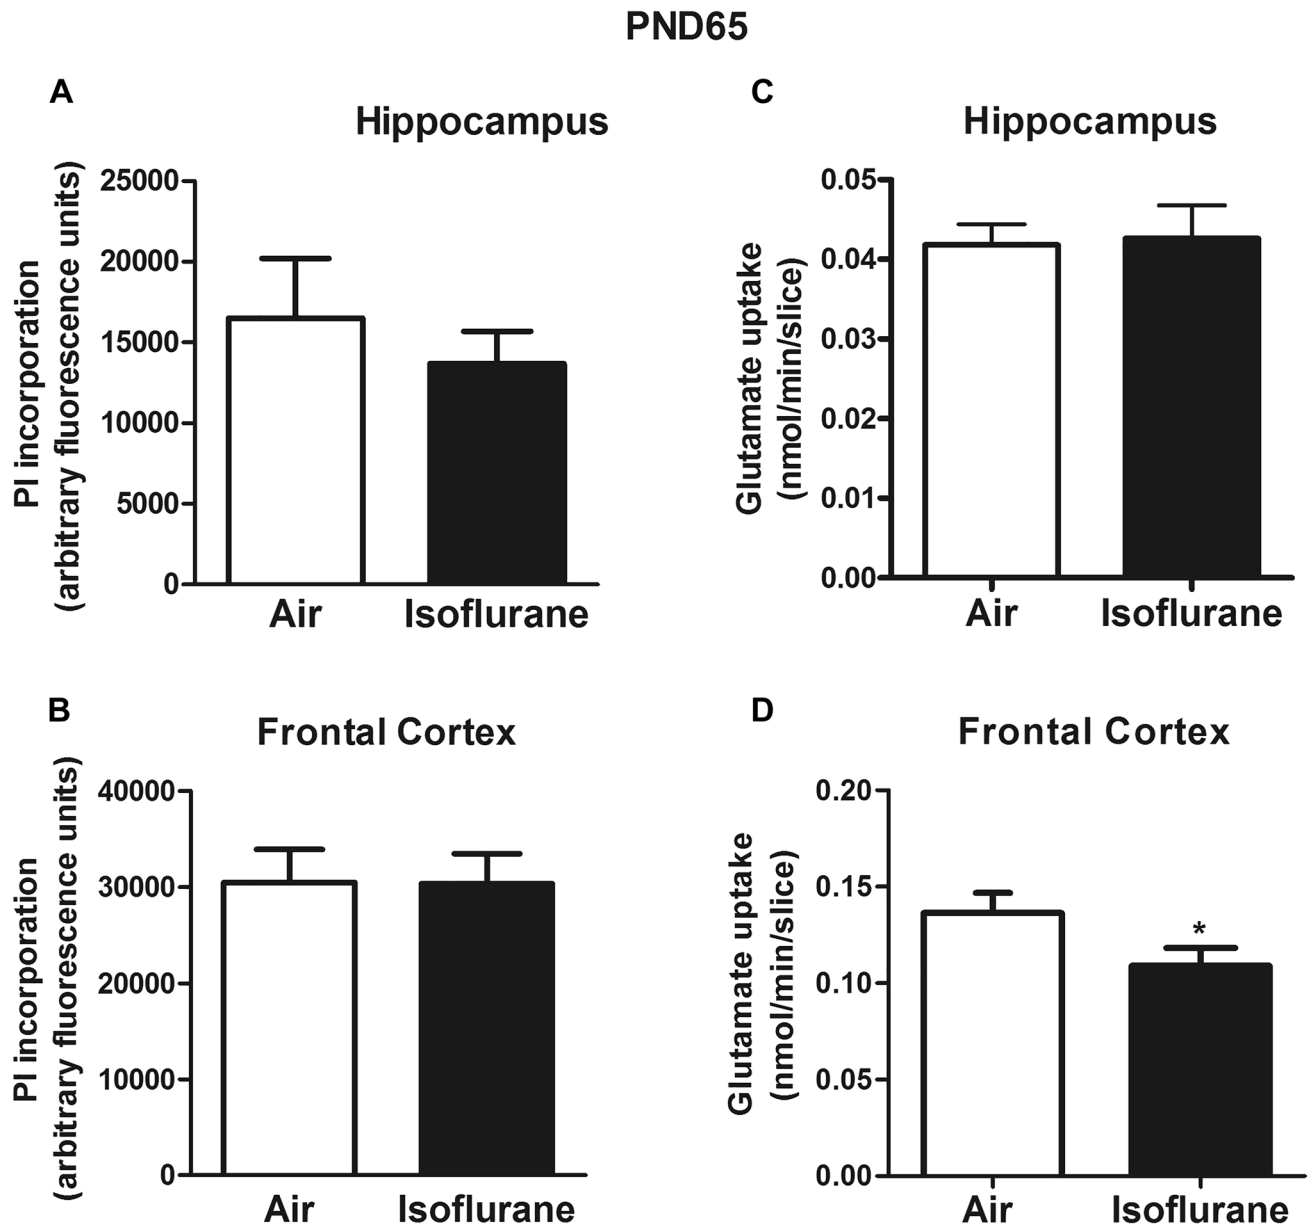 PND65
A
Hippocampus
PI incorporation
(arbitrary fluorescence units)
25000
20000
15000
10000
5000
0
Air Isoflurane
C
Hippocampus
Glutamate uptake
(nmol/min/slice)
0.05
0.04
0.03
0.02
0.01
0.00
Air Isoflurane
B
Frontal Cortex
PI incorporation
(arbitrary fluorescence units)
40000
30000
20000
10000
0
Air Isoflurane
D
Frontal Cortex
Glutamate uptake
(nmol/min/slice)
0.20
0.15
0.10
0.05
0.00
*
Air Isoflurane